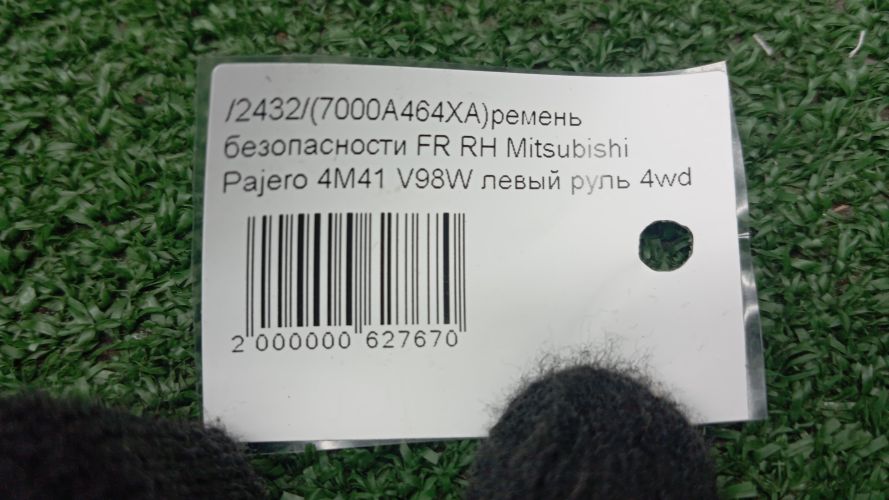 /2432/(7000A464XA)ремень
безопасности FR RH Mitsubishi
Pajero 4M41 V98W левый руль 4wd
2 000000 627670